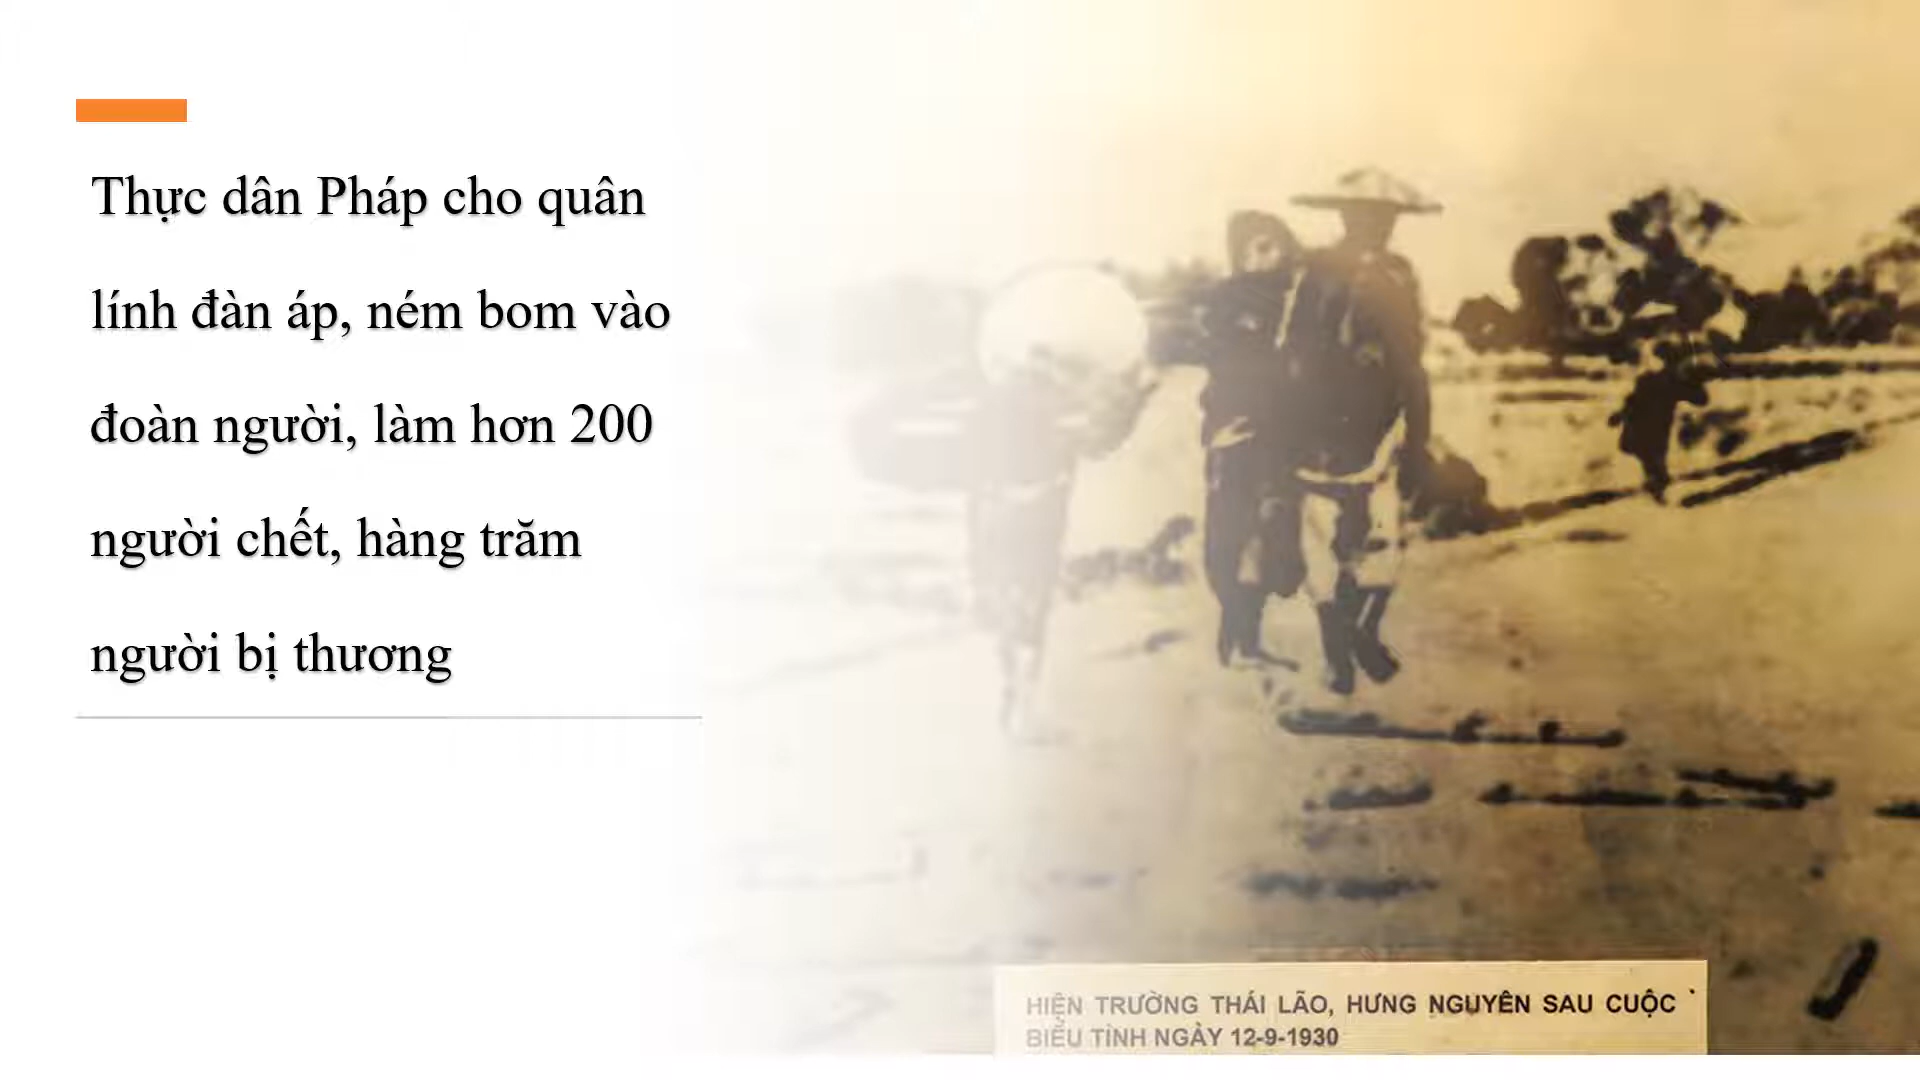 Thực dân Pháp cho quân
lính đàn áp, ném bom vào
đoàn người, làm hơn 200
người chết, hàng trăm
người bị thương
HIỆN TRƯỜNG THÁI LÃO, HƯNG NGUYÊN SAU CUỘC
BIỂU TÌNH NGÀY 12-9-1930